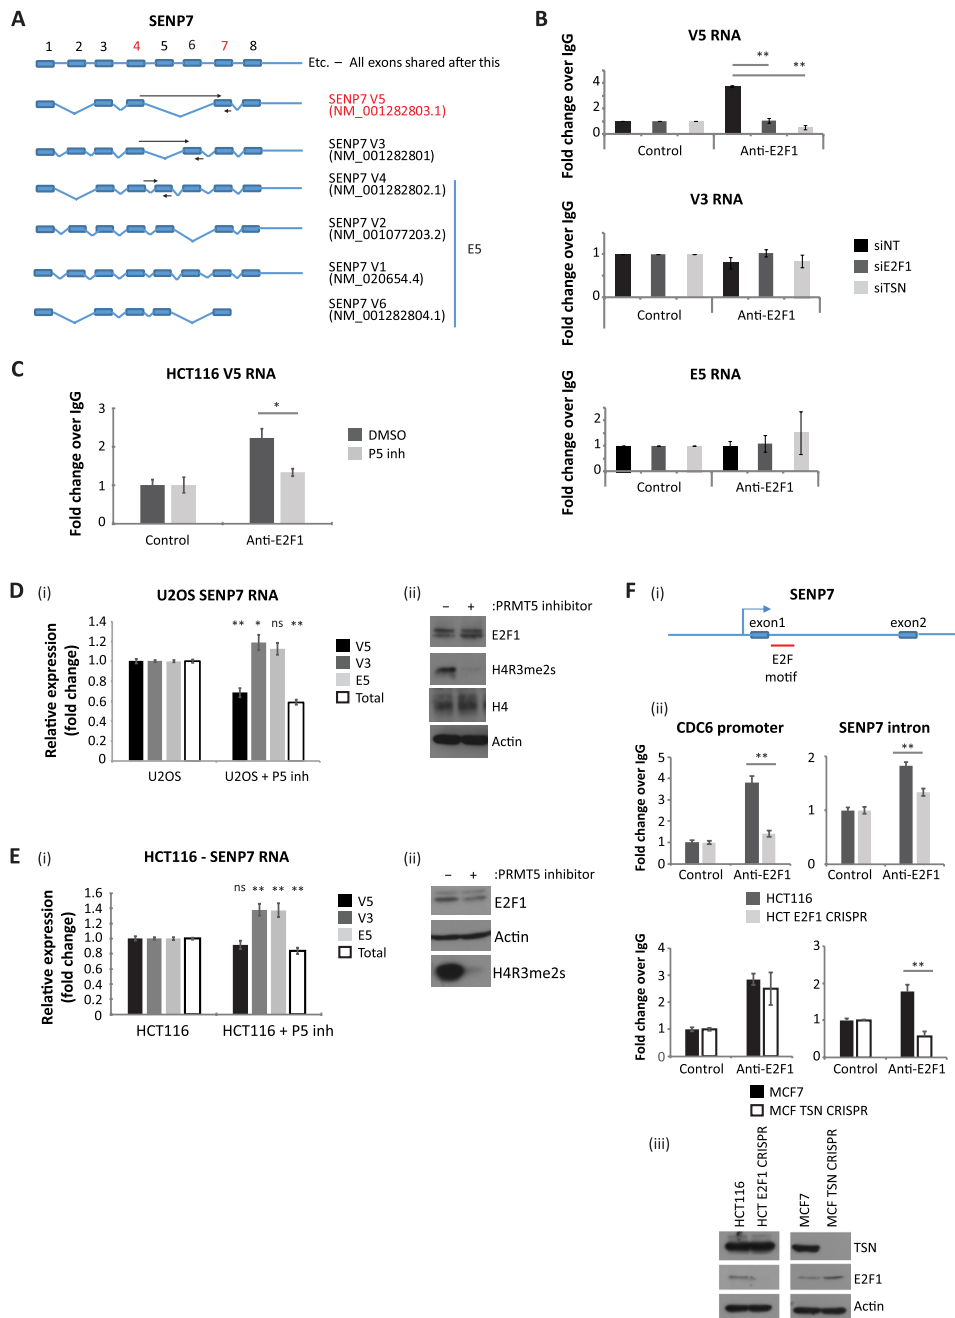 A
SENP7
1 2 3 4 5 6 7 8
Etc. – All exons shared after this
SENP7 V5
(NM_001282803.1)
SENP7 V3
(NM_001282801)
SENP7 V4
(NM_001282802.1)
SENP7 V2
(NM_001077203.2)
E5
SENP7 V1
(NM_020654.4)
SENP7 V6
(NM_001282804.1)
B
V5 RNA
Fold change over IgG
4
2
0
**
**
Control
Anti-E2F1
V3 RNA
Fold change over IgG
2
1
0
Control
Anti-E2F1
siNT
siE2F1
siTSN
E5 RNA
Fold change over IgG
2
1
0
Control
Anti-E2F1
C
HCT116 V5 RNA
Fold change over IgG
3
2
1
0
*
Control
Anti-E2F1
DMSO
P5 inh
D
(i)
U2OS SENP7 RNA
Relative expression
(fold change)
1.4
1.2
1
0.8
0.6
0.4
0.2
0
** * ns **
U2OS
U2OS + P5 inh
V5
V3
E5
Total
(ii)
– + :PRMT5 inhibitor
E2F1
H4R3me2s
H4
Actin
E
(i)
HCT116 - SENP7 RNA
Relative expression
(fold change)
1.6
1.4
1.2
1
0.8
0.6
0.4
0.2
0
ns ** ** **
HCT116
HCT116 + P5 inh
V5
V3
E5
Total
(ii)
– + :PRMT5 inhibitor
E2F1
Actin
H4R3me2s
F
(i)
SENP7
exon1
exon2
E2F
motif
(ii)
CDC6 promoter
Fold change over IgG
5
4
3
2
1
0
**
Control
Anti-E2F1
SENP7 intron
2
1
0
**
Control
Anti-E2F1
HCT116
HCT E2F1 CRISPR
Fold change over IgG
4
3
2
1
0
Control
Anti-E2F1
3
2
1
0
**
Control
Anti-E2F1
MCF7
MCF TSN CRISPR
(iii)
HCT116
HCT E2F1 CRISPR
MCF7
MCF TSN CRISPR
TSN
E2F1
Actin